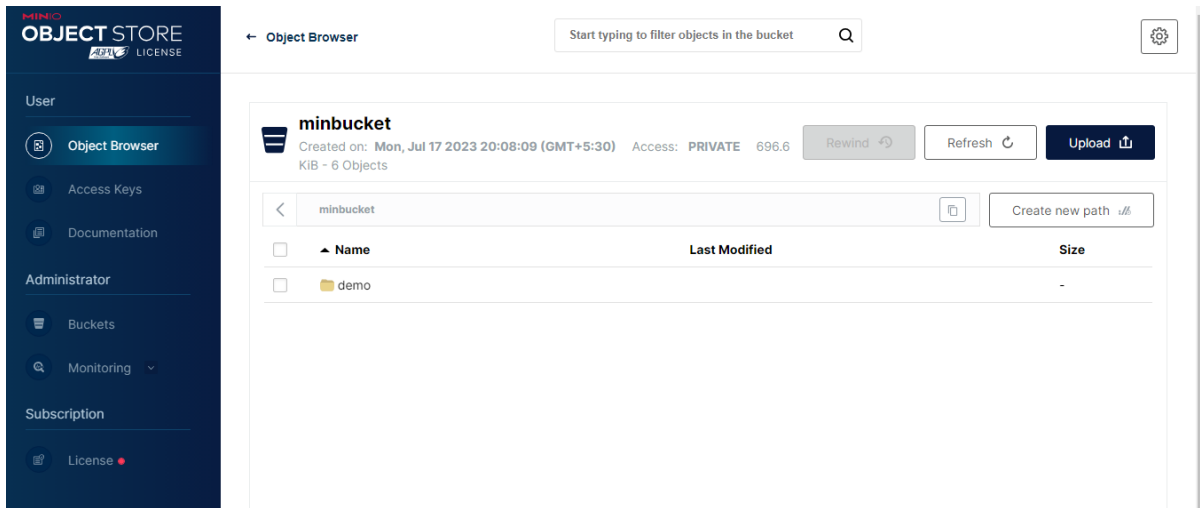 MINIO
OBJECT STORE
AGPLv3 LICENSE
← Object Browser
Start typing to filter objects in the bucket
User
Object Browser
Access Keys
Documentation
Administrator
Buckets
Monitoring
Subscription
License
minbucket
Created on: Mon, Jul 17 2023 20:08:09 (GMT+5:30) Access: PRIVATE 696.6
KiB - 6 Objects
Rewind
Refresh
Upload
minbucket
Create new path
Name Last Modified Size
demo -